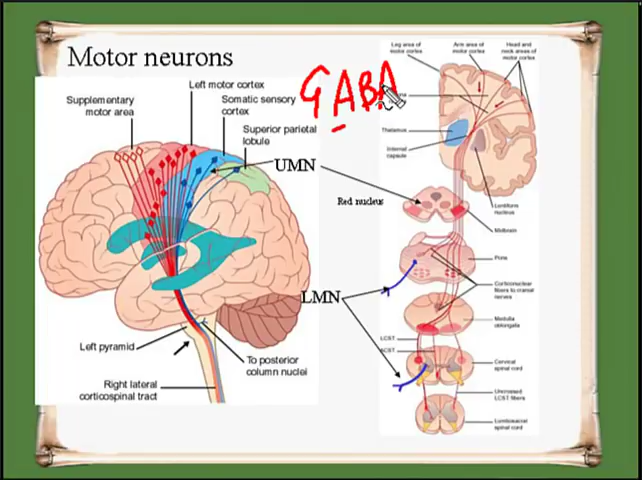 Motor neurons
GABA
Left motor cortex
Supplementary
motor area
Somatic sensory
cortex
Superior parietal
lobule
UMN
LMN
Left pyramid
To posterior
column nuclei
Right lateral
corticospinal tract
Leg area of
motor cortex
Arm area of
motor cortex
Head and
neck areas of
motor cortex
Thalamus
Internal
capsule
Lentiform
nucleus
Red nucleus
Midbrain
Pons
Corticonuclear
fibers to cranial
nerves
Medulla
oblongata
LCST
Cervical
spinal cord
Uncrossed
LCST fibers
Lumbosacral
spinal cord